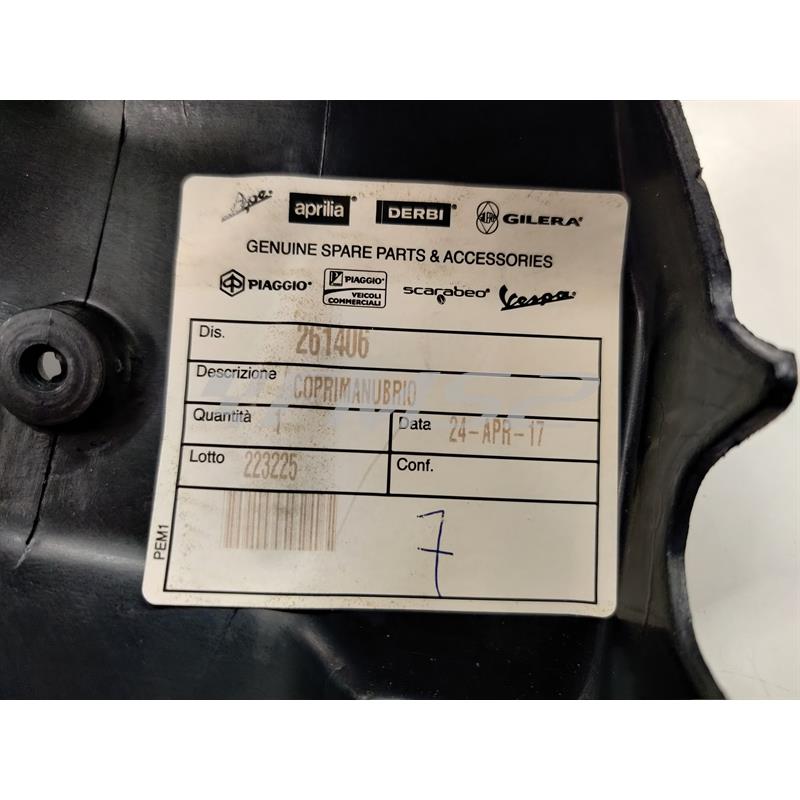 Ape® aprilia® DERBI® GILERA®
GENUINE SPARE PARTS & ACCESSORIES
PIAGGIO® PIAGGIO® VEICOLI COMMERCIALI scarabeo® Vespa®
Dis. 261406
Descrizione COPRIMANUBRIO
Quantità 1 Data 24-APR-17
Lotto 223225 Conf.
PEM1
7